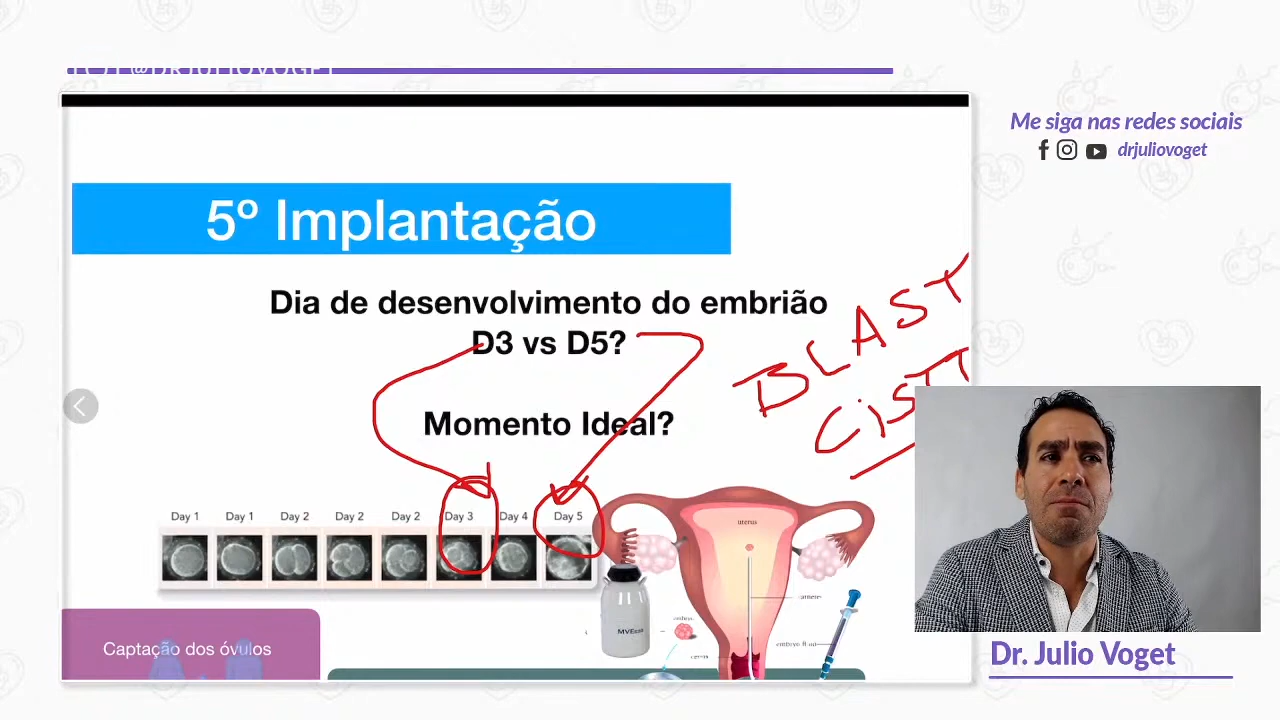 Me siga nas redes sociais
drjuliovoget
5º Implantação
Dia de desenvolvimento do embrião
D3 vs D5?
Momento Ideal?
BLAST
CIST
Day 1 Day 1 Day 2 Day 2 Day 2 Day 3 Day 4 Day 5
uterus
MVE
Captação dos óvulos
Dr. Julio Voget